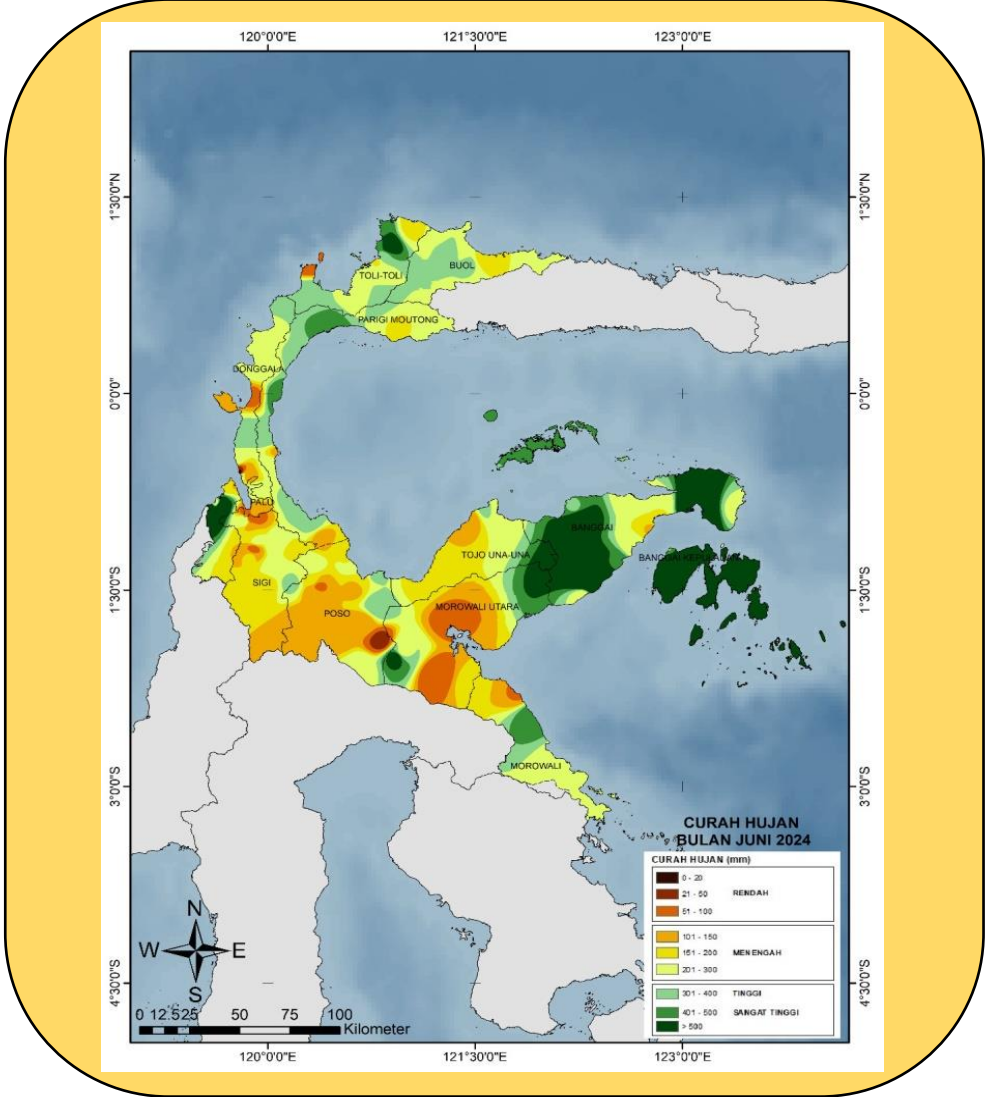 120°0'0"E 121°30'0"E 123°0'0"E
1°30'0"N 1°30'0"N
BUOL
TOLI-TOLI
PARIGI MOUTONG
DONGGALA
0°0'0" 0°0'0"
PALU
BANGGAI
TOJO UNA-UNA
BANGGAI KEPULAUAN
SIGI
1°30'0"S 1°30'0"S
MOROWALI UTARA
POSO
MOROWALI
3°0'0"S 3°0'0"S
CURAH HUJAN
BULAN JUNI 2024
CURAH HUJAN (mm)
0 - 20
21 - 50 RENDAH
51 - 100
101 - 150
151 - 200 MENENGAH
201 - 300
301 - 400 TINGGI
401 - 500 SANGAT TINGGI
> 500
N
W E
S
4°30'0"S 4°30'0"S
0 12.525 50 75 100
Kilometer
120°0'0"E 121°30'0"E 123°0'0"E